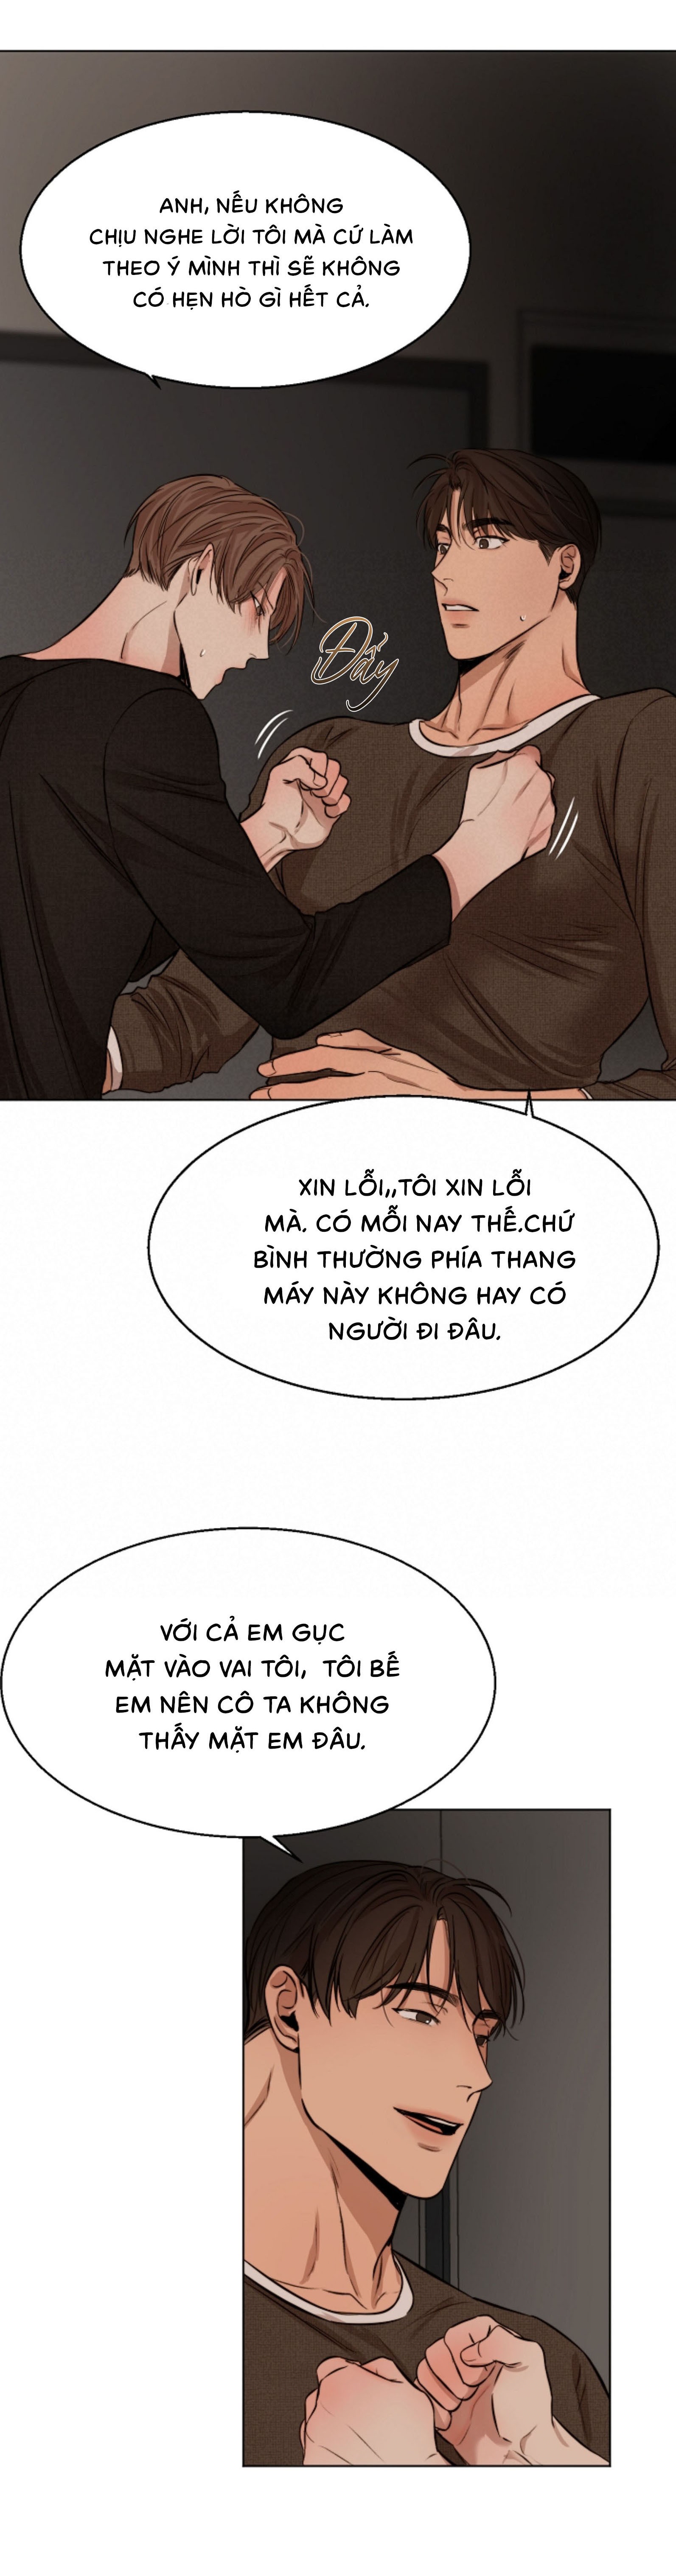 ANH, NẾU KHÔNG
CHỊU NGHE LỜI TÔI MÀ CỨ LÀM
THEO Ý MÌNH THÌ SẼ KHÔNG
CÓ HẸN HÒ GÌ HẾT CẢ.
Đẩy
XIN LỖI,,TÔI XIN LỖI
MÀ. CÓ MỖI NAY THẾ.CHỨ
BÌNH THƯỜNG PHÍA THANG
MÁY NÀY KHÔNG HAY CÓ
NGƯỜI ĐI ĐÂU.
VỚI CẢ EM GỤC
MẶT VÀO VAI TÔI, TÔI BẾ
EM NÊN CÔ TA KHÔNG
THẤY MẶT EM ĐÂU.